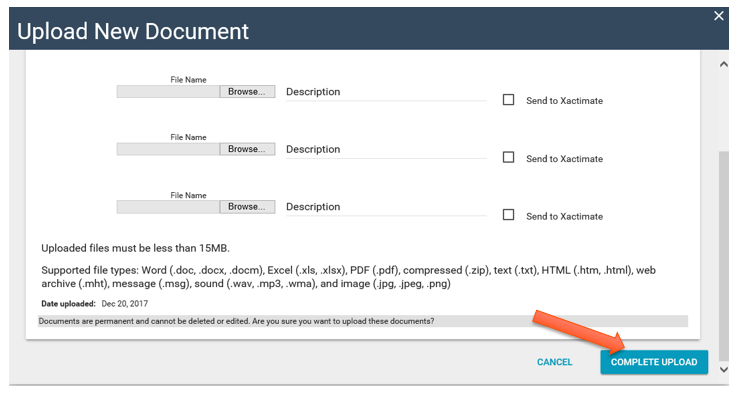 Upload New Document
File Name
Browse... Description
Send to Xactimate
File Name
Browse... Description
Send to Xactimate
File Name
Browse... Description
Send to Xactimate
Uploaded files must be less than 15MB.
Supported file types: Word (.doc, .docx, .docm), Excel (.xls, .xlsx), PDF (.pdf), compressed (.zip), text (.txt), HTML (.htm, .html), web
archive (.mht), message (.msg), sound (.wav, .mp3, .wma), and image (.jpg, .jpeg, .png)
Date uploaded: Dec 20, 2017
Documents are permanent and cannot be deleted or edited. Are you sure you want to upload these documents?
CANCEL COMPLETE UPLOAD